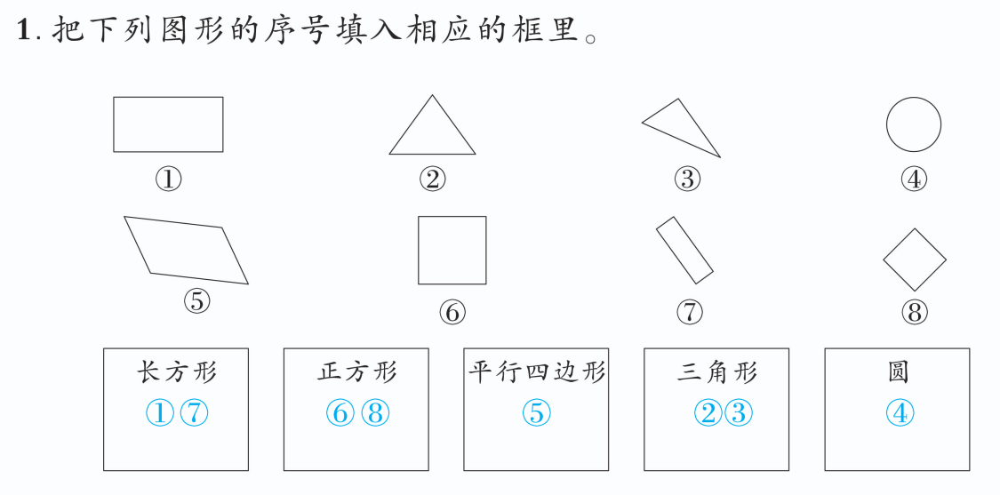 1. 把下列图形的序号填入相应的框里。
① ② ③ ④
⑤ ⑥ ⑦ ⑧
长方形 正方形 平行四边形 三角形 圆
①⑦ ⑥⑧ ⑤ ②③ ④